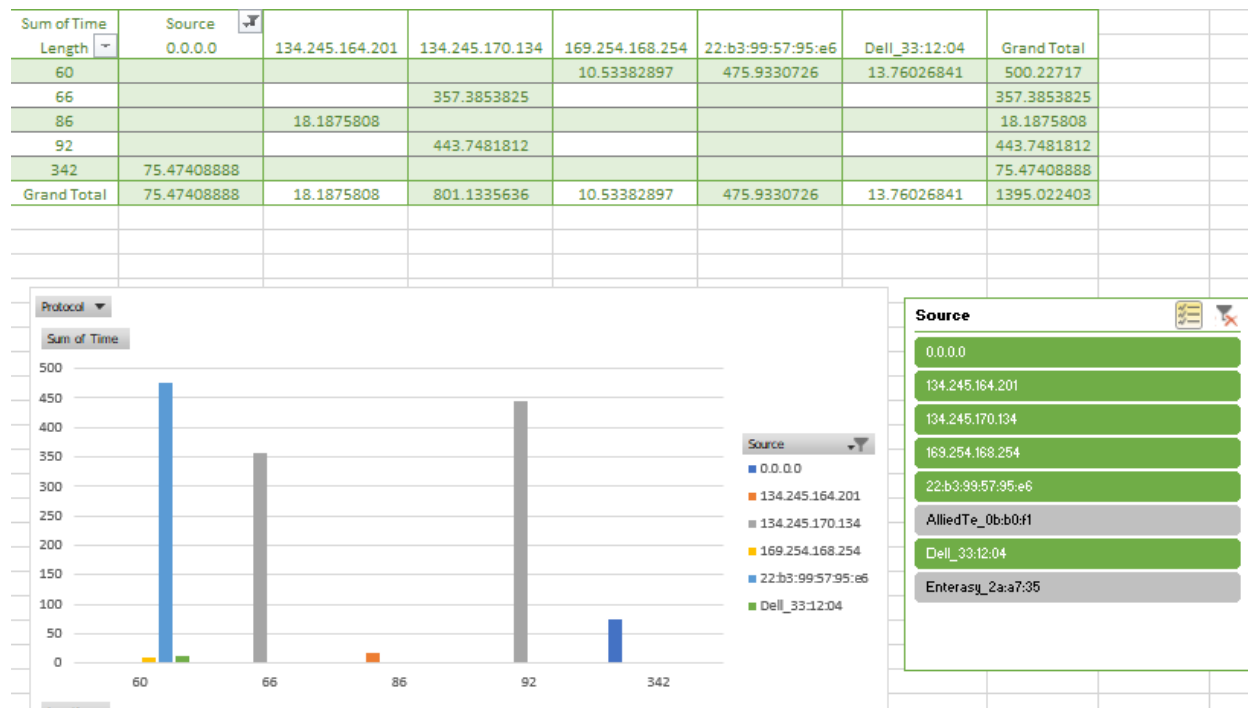 Sum of Time Source
Length 0.0.0.0 134.245.164.201 134.245.170.134 169.254.168.254 22:b3:99:57:95:e6 Dell_33:12:04 Grand Total
60 10.53382897 475.9330726 13.76026841 500.22717
66 357.3853825 357.3853825
86 18.1875808 18.1875808
92 443.7481812 443.7481812
342 75.47408888 75.47408888
Grand Total 75.47408888 18.1875808 801.1335636 10.53382897 475.9330726 13.76026841 1395.022403
Protocol
Sum of Time
500
450
400
350
300
250
200
150
100
50
0
60 66 86 92 342
Source
0.0.0.0
134.245.164.201
134.245.170.134
169.254.168.254
22:b3:99:57:95:e6
Dell_33:12:04
Source
0.0.0.0
134.245.164.201
134.245.170.134
169.254.168.254
22:b3:99:57:95:e6
AlliedTe_0b:b0:f1
Dell_33:12:04
Enterasy_2a:a7:35